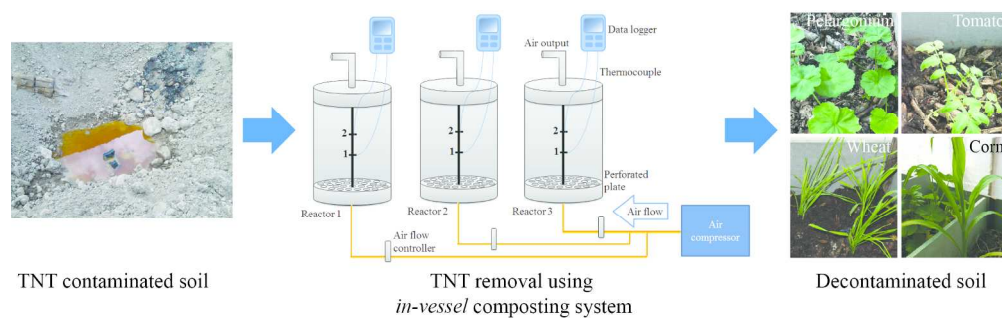 Data logger
Air output
Thermocouple
2
1
2
1
2
1
Perforated
plate
Reactor 1
Reactor 2
Reactor 3
Air flow
Air
compressor
Air flow
controller
Pelargonium
Tomato
Wheat
Corn
TNT contaminated soil
TNT removal using
in-vessel composting system
Decontaminated soil